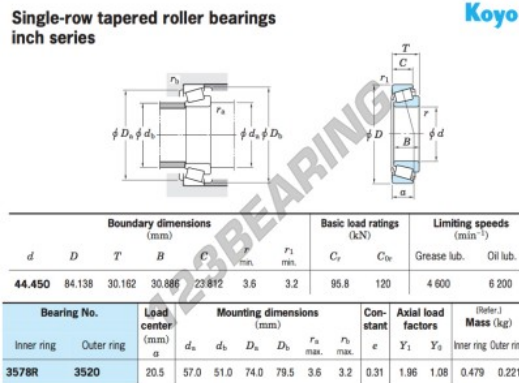 Single-row tapered roller bearings
inch series
Koyo
T
C
r1
rb
ra
r
φDa φdb φda φDb
φD
B
φd
a
123BEARING
Boundary dimensions Basic load ratings Limiting speeds
(mm) (kN) (min⁻¹)
d D T B C r min. r1 min. Cr C0r Grease lub. Oil lub.
44.450 84.138 30.162 30.886 23.812 3.6 3.2 95.8 120 4 600 6 200
Bearing No. Load center Mounting dimensions Con-stant Axial load factors (Refer.) Mass (kg)
Inner ring Outer ring (mm) a (mm) da db Da Db ra max. rb max. e Y1 Y0 Inner ring Outer ring
3578R 3520 20.5 57.0 51.0 74.0 79.5 3.6 3.2 0.31 1.96 1.08 0.479 0.221